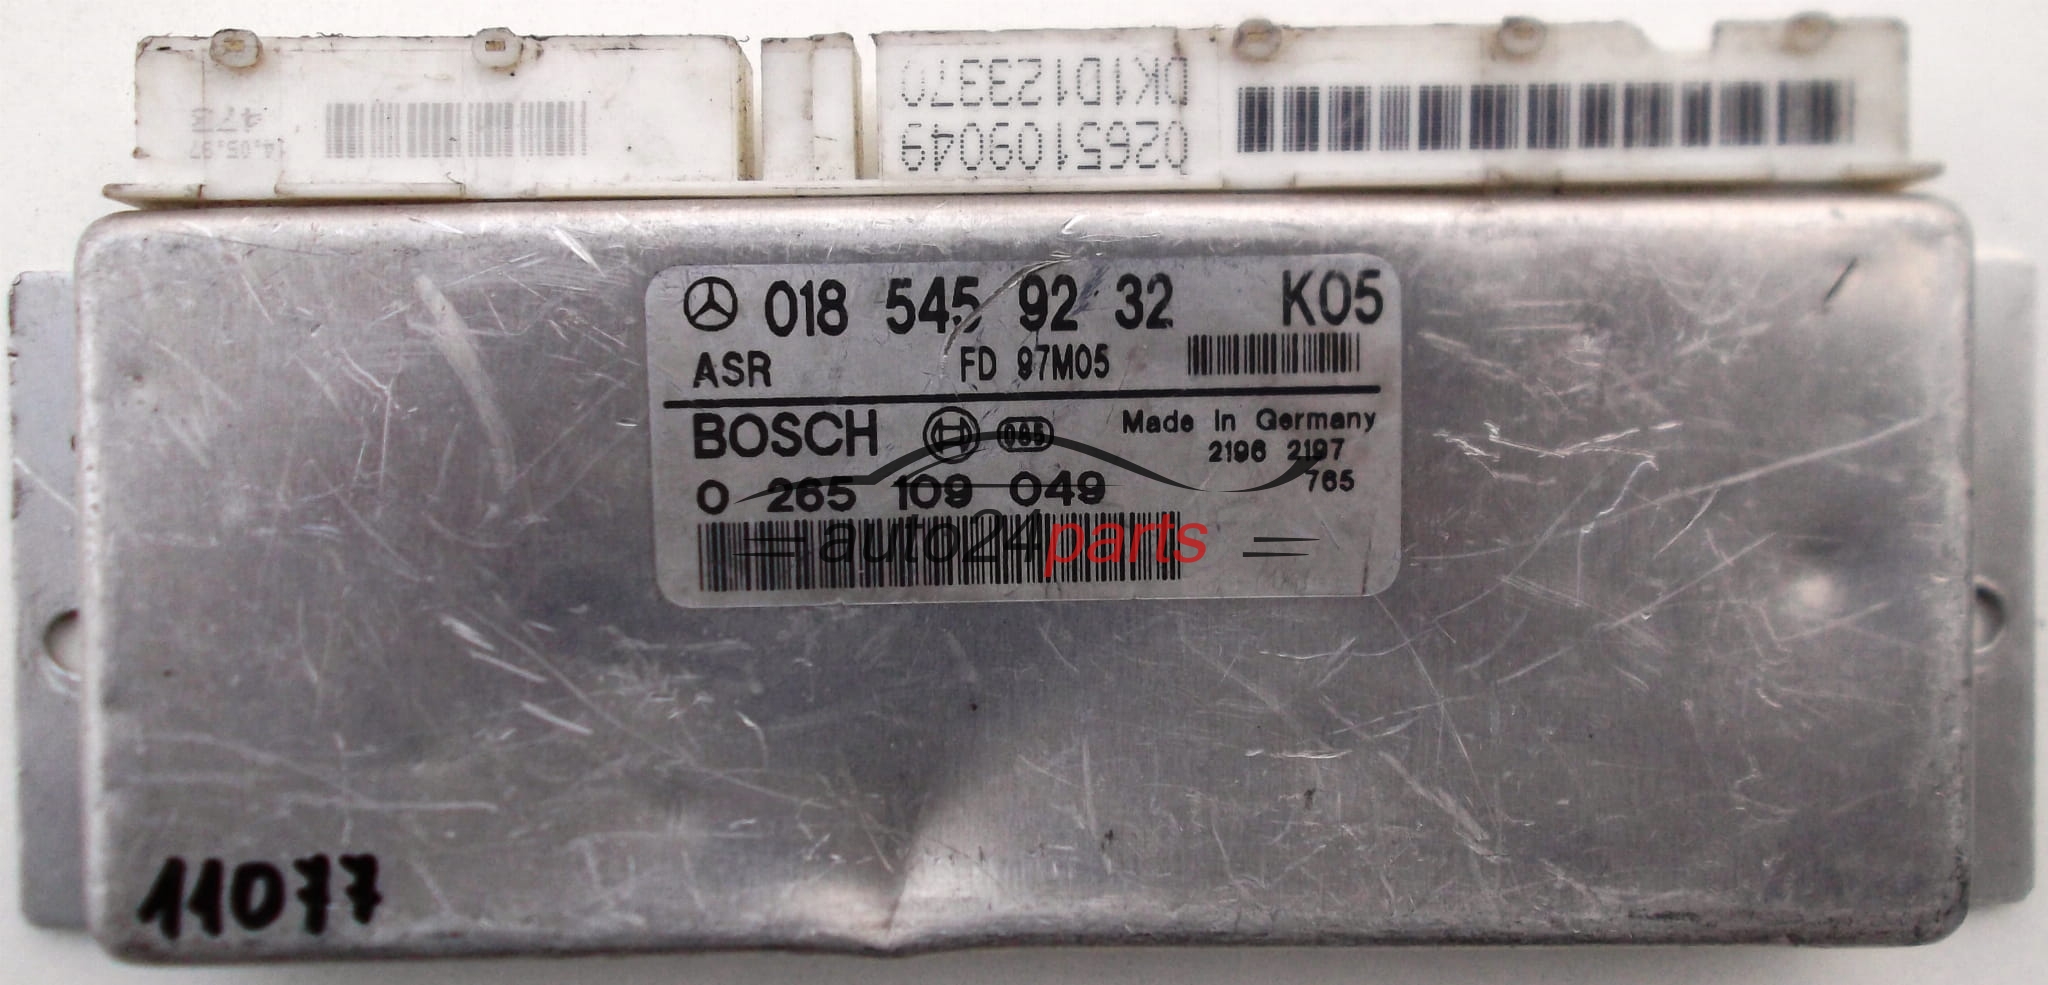 14.05.97
473
0265109049
DK1D123370
018 545 92 32 K05
ASR FD 97M05
BOSCH 065 Made in Germany
2196 2197
0 265 109 049 765
auto24parts
11077